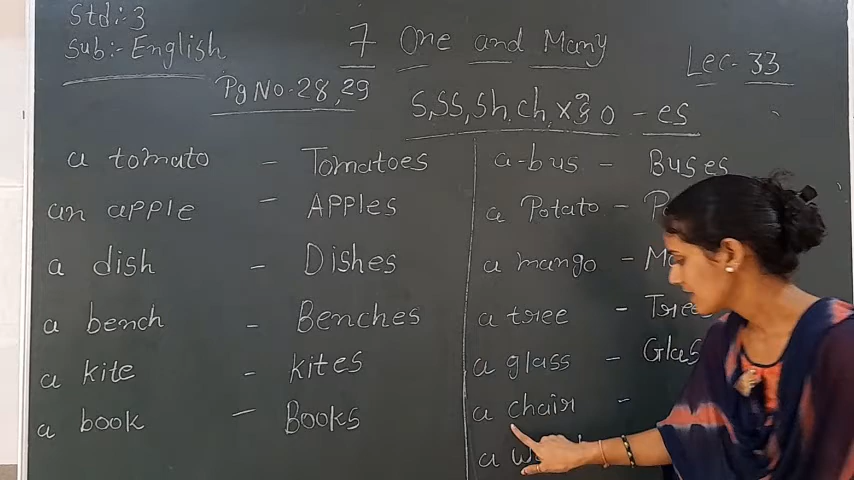 Std:-3
Sub:- English
7 One and Many
Lec-33
Pg No-28,29
S,SS,Sh,Ch,X & O - es
a tomato - Tomatoes
an apple - Apples
a dish - Dishes
a bench - Benches
a kite - kites
a book - Books
a-bus - Buses
a Potato -
a mango -
a tree - Tree
a glass - Glas
a chair -
a